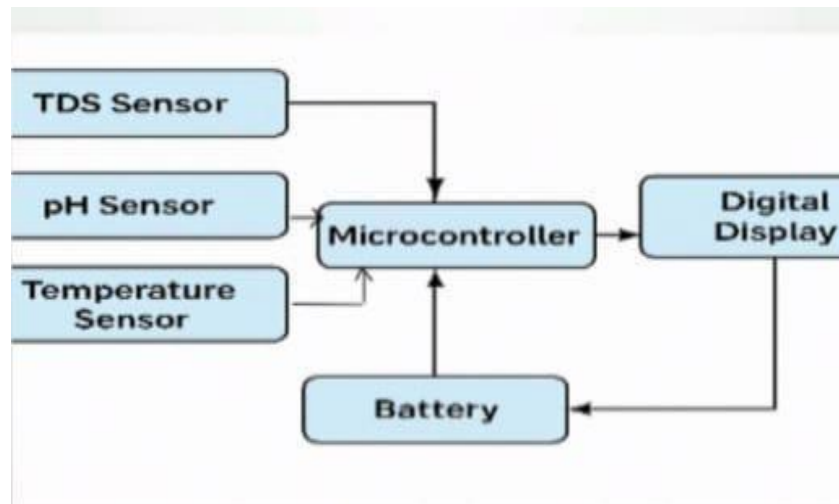 TDS Sensor
pH Sensor
Microcontroller
Digital
Display
Temperature
Sensor
Battery